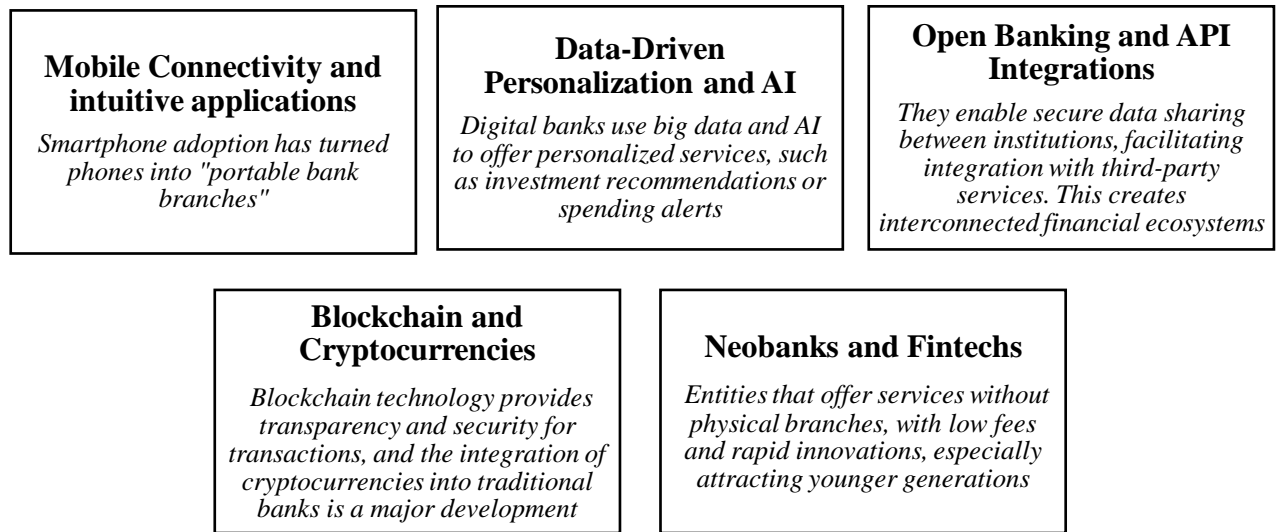 Mobile Connectivity and
intuitive applications
Smartphone adoption has turned
phones into "portable bank
branches"
Data-Driven
Personalization and AI
Digital banks use big data and AI
to offer personalized services, such
as investment recommendations or
spending alerts
Open Banking and API
Integrations
They enable secure data sharing
between institutions, facilitating
integration with third-party
services. This creates
interconnected financial ecosystems
Blockchain and
Cryptocurrencies
Blockchain technology provides
transparency and security for
transactions, and the integration of
cryptocurrencies into traditional
banks is a major development
Neobanks and Fintechs
Entities that offer services without
physical branches, with low fees
and rapid innovations, especially
attracting younger generations